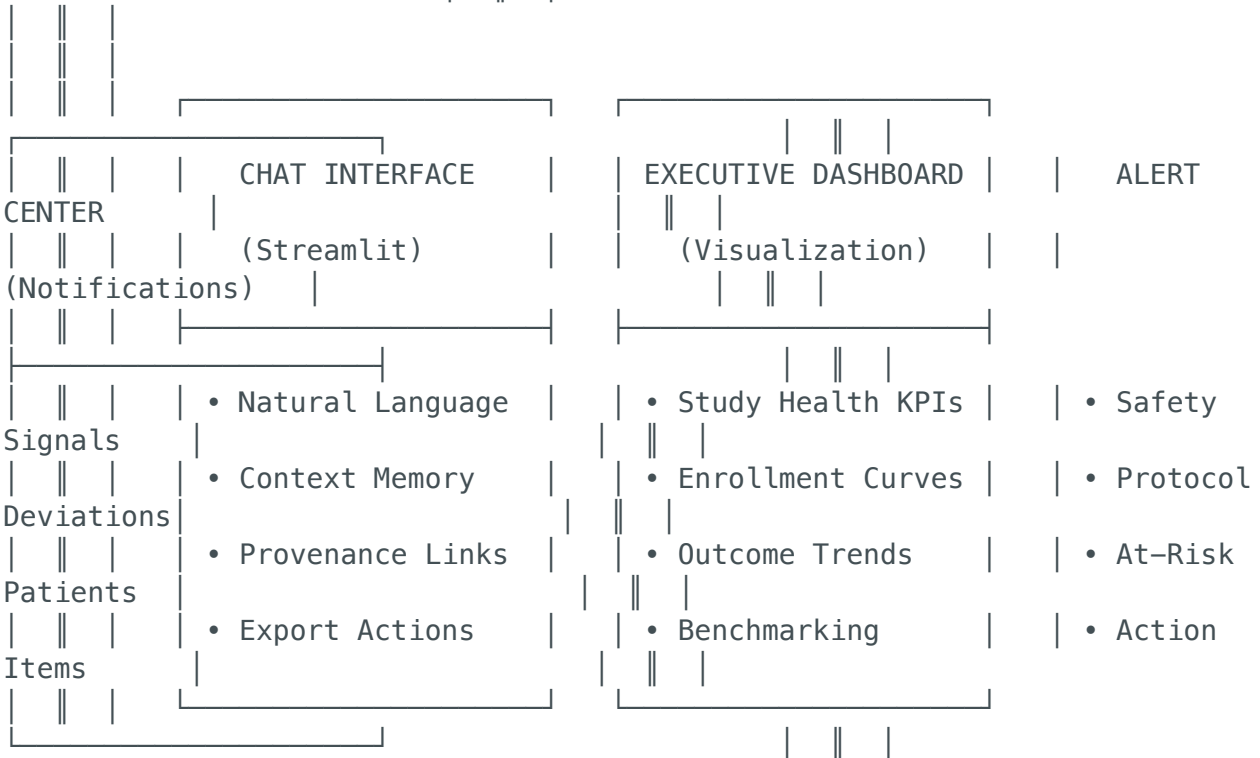 │  ║  │
│  ║  │
│  ║  │   ┌─────────────────────┐   ┌─────────────────────┐
┌─────────────────────┐                       │  ║  │
│  ║  │   │   CHAT INTERFACE    │   │ EXECUTIVE DASHBOARD │   │   ALERT
CENTER      │                       │  ║  │
│  ║  │   │   (Streamlit)       │   │   (Visualization)   │   │
(Notifications)   │                       │  ║  │
│  ║  │   ├─────────────────────┤   ├─────────────────────┤
├─────────────────────┤                       │  ║  │
│  ║  │   │ • Natural Language  │   │ • Study Health KPIs │   │ • Safety
Signals    │                       │  ║  │
│  ║  │   │ • Context Memory    │   │ • Enrollment Curves │   │ • Protocol
Deviations│                       │  ║  │
│  ║  │   │ • Provenance Links  │   │ • Outcome Trends    │   │ • At–Risk
Patients  │                       │  ║  │
│  ║  │   │ • Export Actions    │   │ • Benchmarking      │   │ • Action
Items      │                       │  ║  │
│  ║  │   └─────────────────────┘   └─────────────────────┘
└─────────────────────┘                       │  ║  │